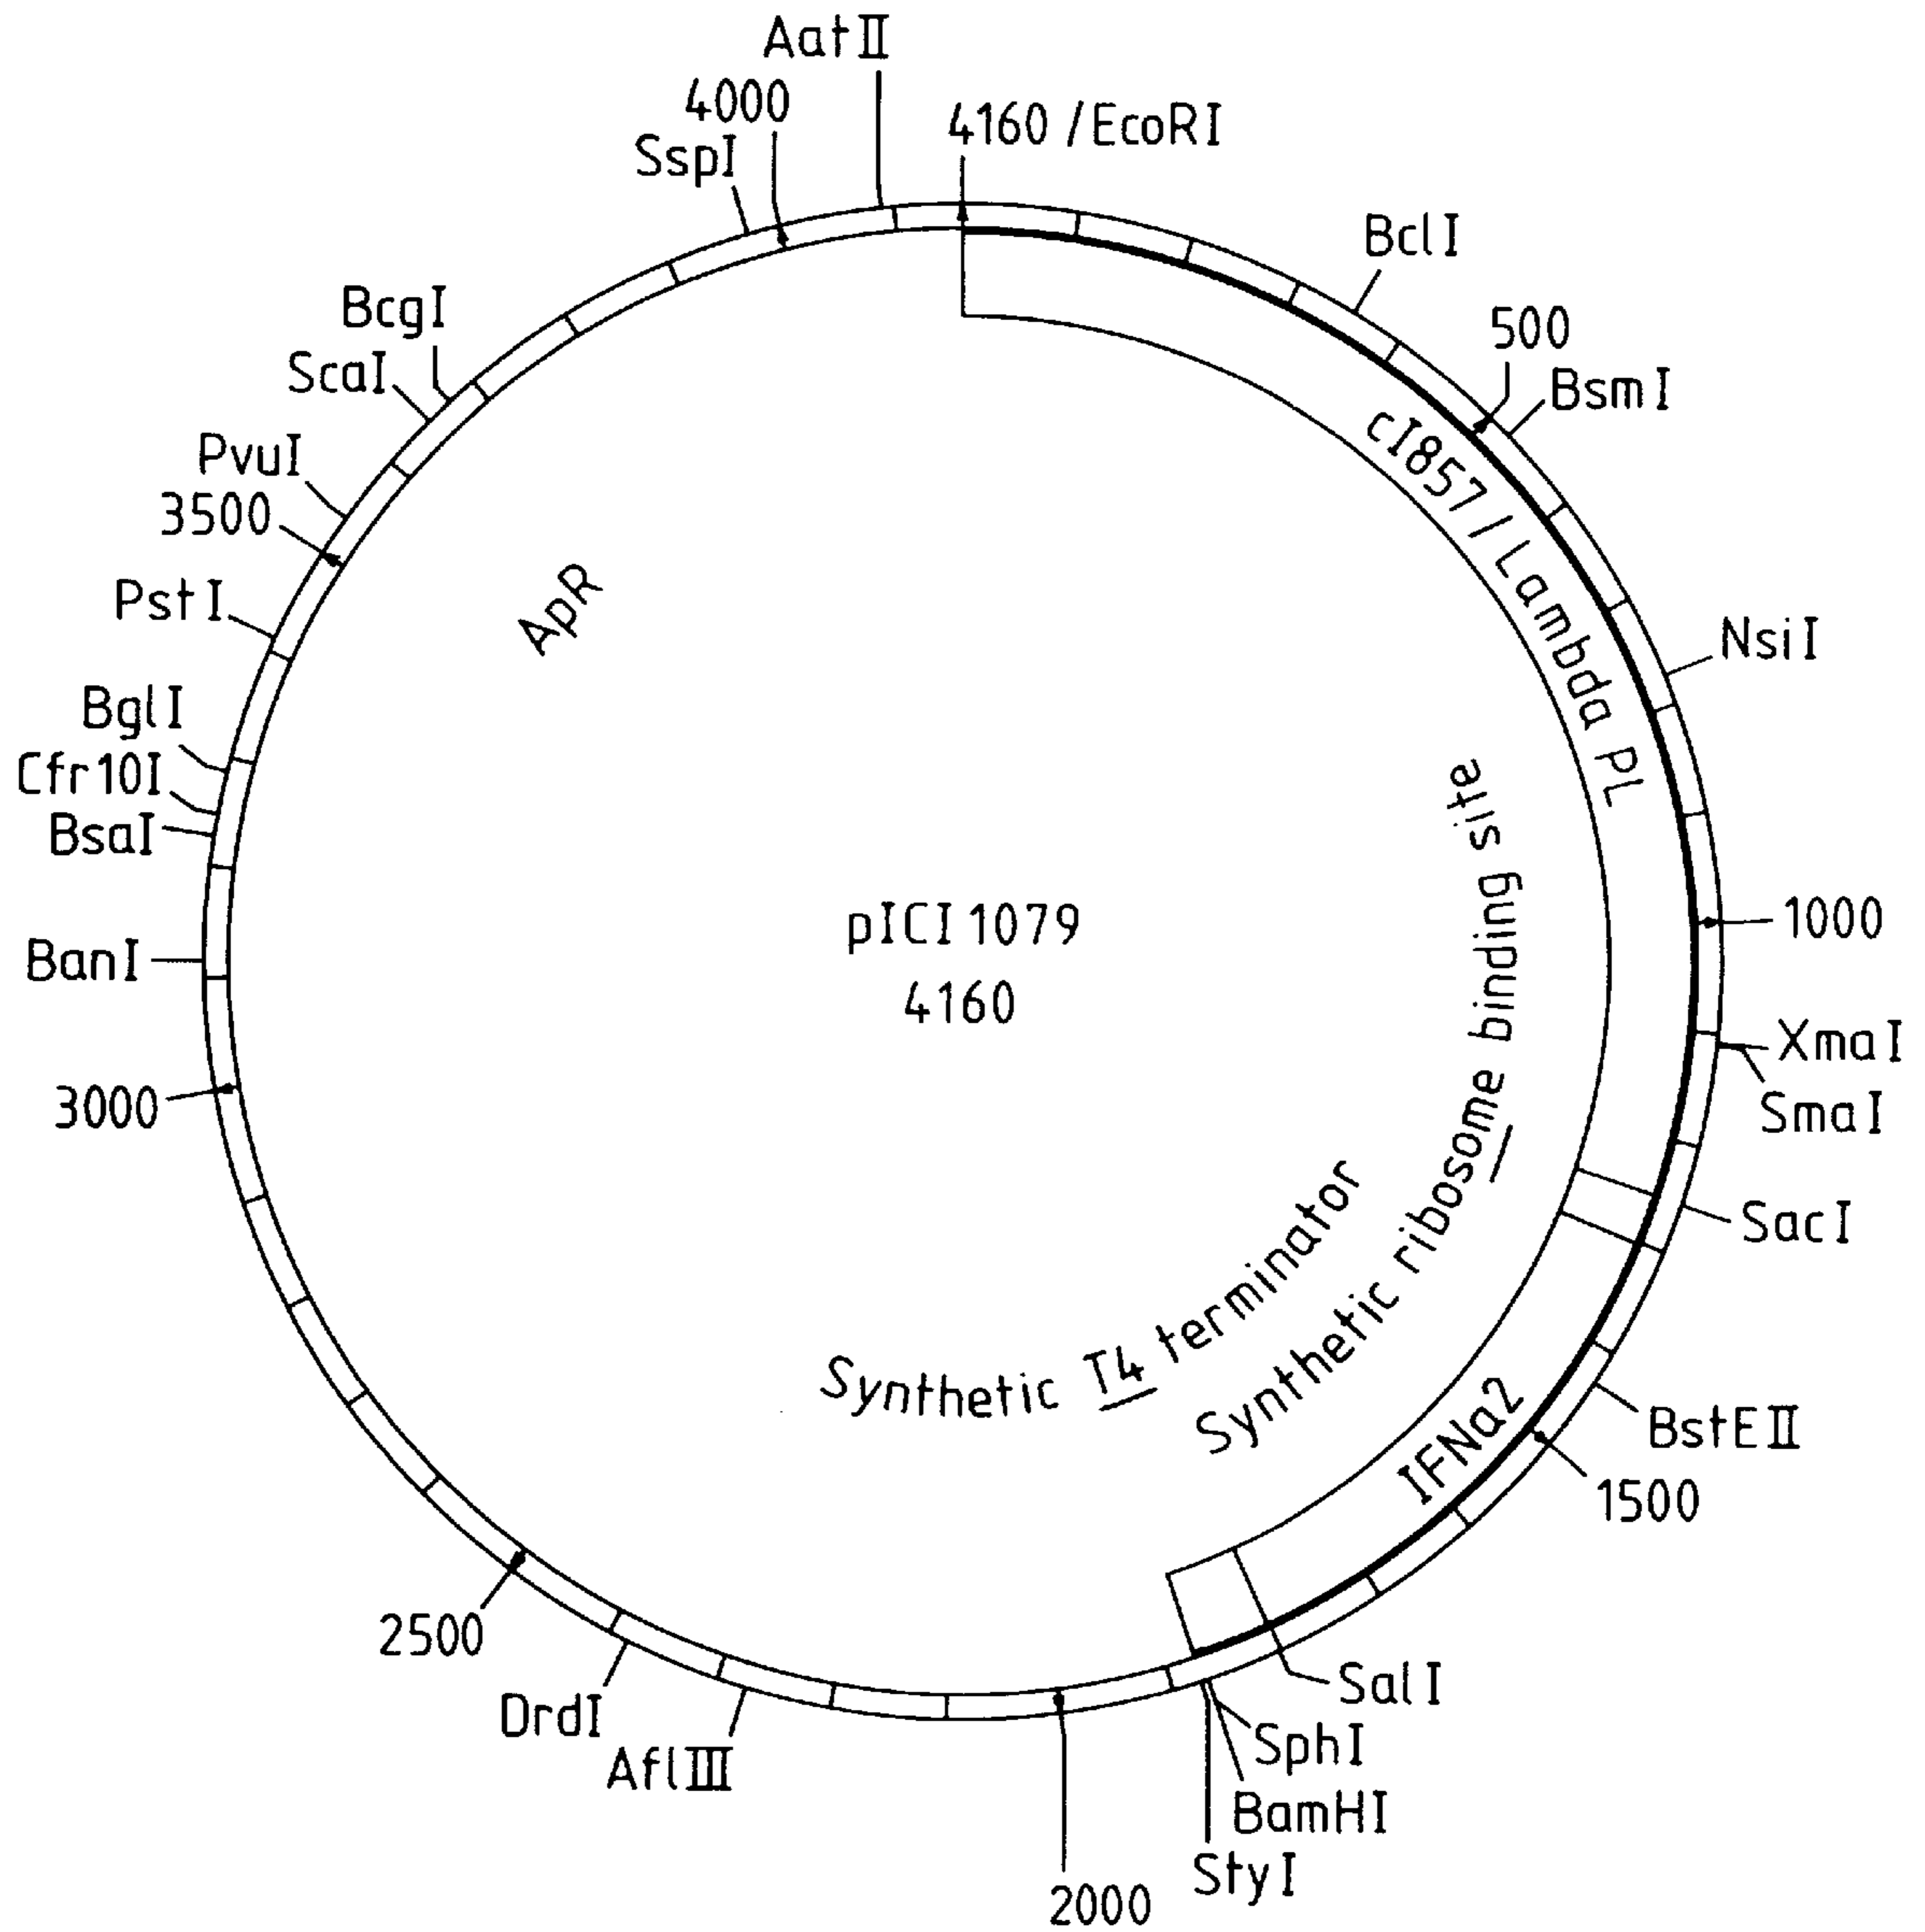 AatII
4000
SspI
4160 /EcoRI
BclI
500
BsmI
NsiI
1000
XmaI
SmaI
SacI
BstEII
1500
SalI
SphI
BamHI
StyI
2000
AflIII
DrdI
2500
3000
BanI
BsaI
Cfr10I
BglI
PstI
3500
PvuI
ScaI
BcgI
ApR
cI857 / Lambda PL
pICI 1079
4160
Synthetic ribosome binding site
Synthetic T4 terminator
IFNα2